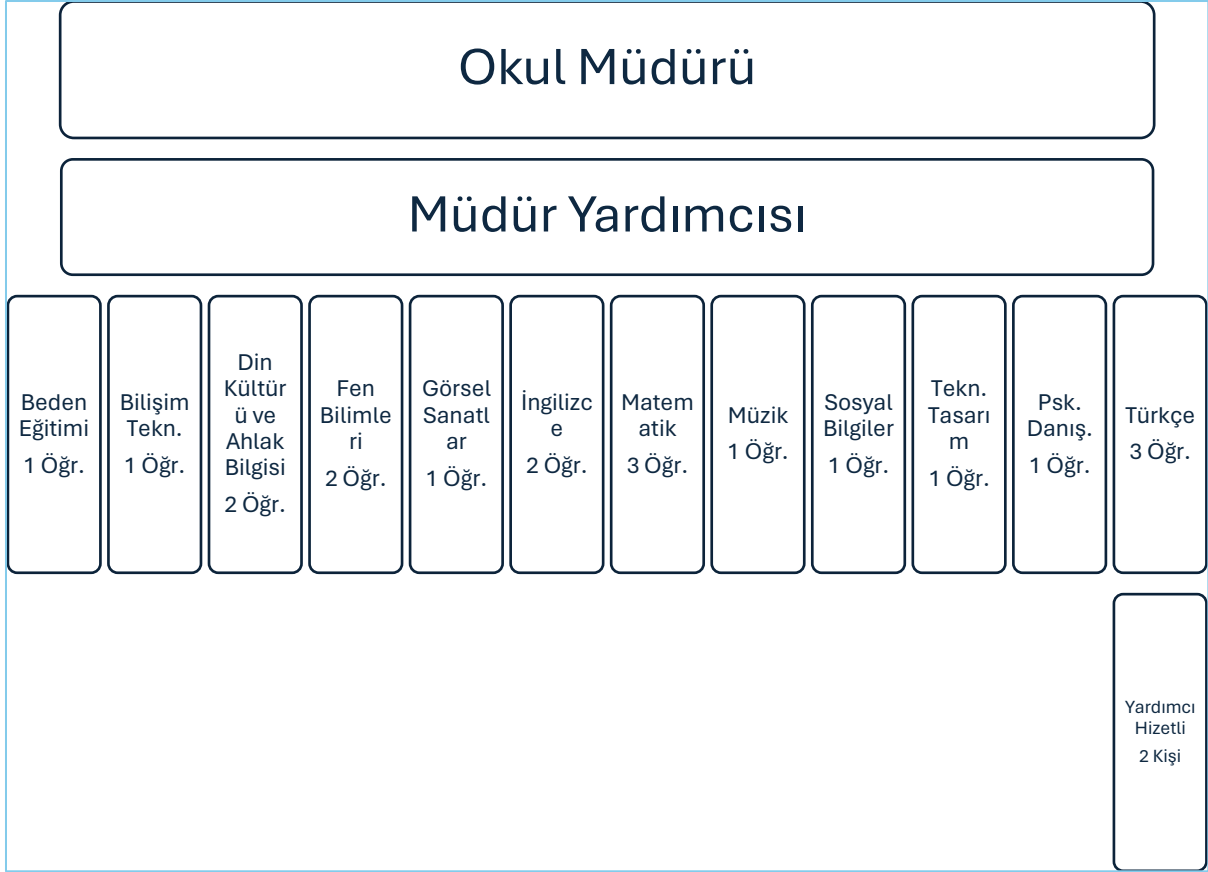 Okul Müdürü
Müdür Yardımcısı
Beden
Eğitimi
1 Öğr.
Bilişim
Tekn.
1 Öğr.
Din
Kültür
ü ve
Ahlak
Bilgisi
2 Öğr.
Fen
Bilimle
ri
2 Öğr.
Görsel
Sanatl
ar
1 Öğr.
İngilizc
e
2 Öğr.
Matem
atik
3 Öğr.
Müzik
1 Öğr.
Sosyal
Bilgiler
1 Öğr.
Tekn.
Tasarı
m
1 Öğr.
Psk.
Danış.
1 Öğr.
Türkçe
3 Öğr.
Yardımcı
Hizetli
2 Kişi